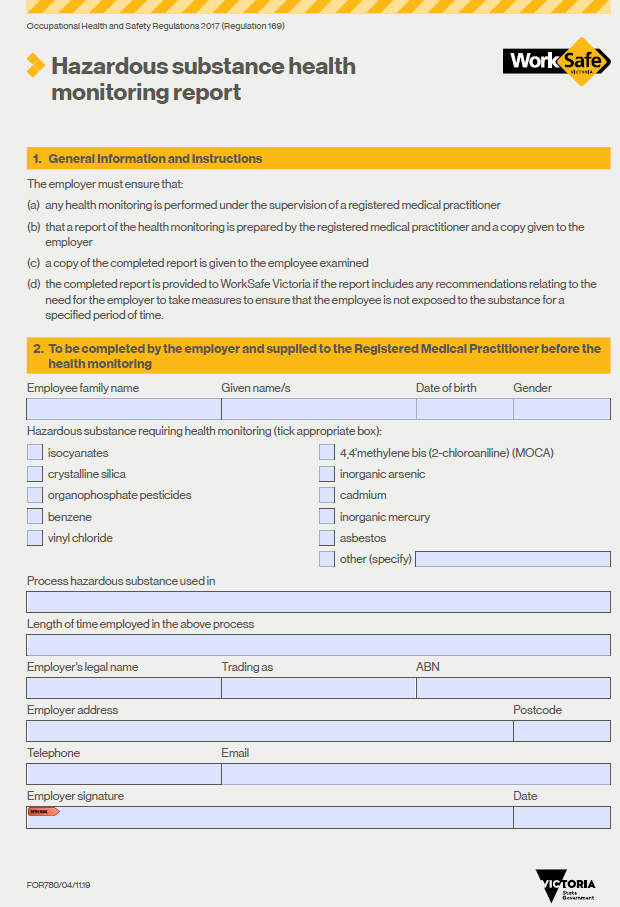 Occupational Health and Safety Regulations 2017 (Regulation 169)
Hazardous substance health
monitoring report
WorkSafe
VICTORIA
1. General Information and Instructions
The employer must ensure that:
(a) any health monitoring is performed under the supervision of a registered medical practitioner
(b) that a report of the health monitoring is prepared by the registered medical practitioner and a copy given to the
employer
(c) a copy of the completed report is given to the employee examined
(d) the completed report is provided to WorkSafe Victoria if the report includes any recommendations relating to the
need for the employer to take measures to ensure that the employee is not exposed to the substance for a
specified period of time.
2. To be completed by the employer and supplied to the Registered Medical Practitioner before the
health monitoring
Employee family name Given name/s Date of birth Gender
Hazardous substance requiring health monitoring (tick appropriate box):
isocyanates 4,4'methylene bis (2-chloroaniline) (MOCA)
crystalline silica inorganic arsenic
organophosphate pesticides cadmium
benzene inorganic mercury
vinyl chloride asbestos
other (specify)
Process hazardous substance used in
Length of time employed in the above process
Employer's legal name Trading as ABN
Employer address Postcode
Telephone Email
Employer signature Date
FOR780/04/11.19
VICTORIA
State
Government